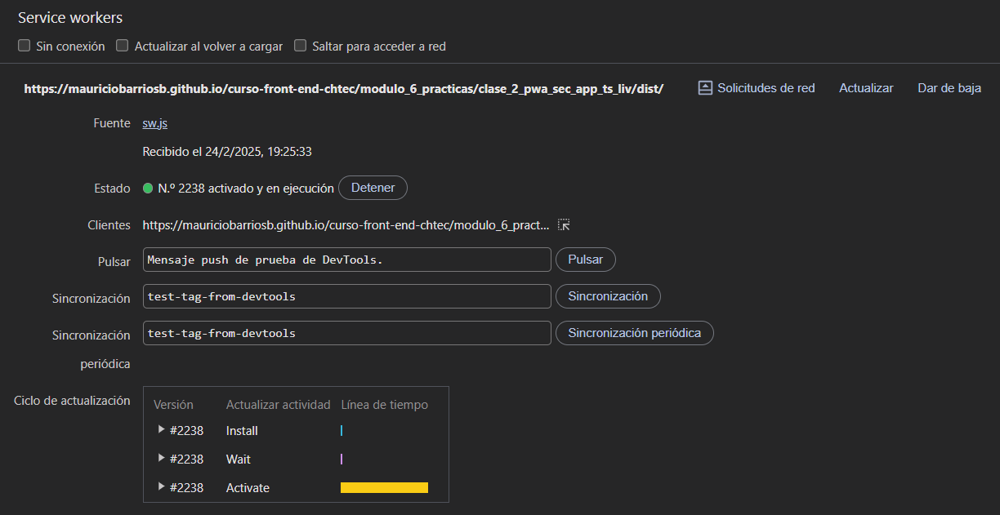 Service workers
Sin conexión Actualizar al volver a cargar Saltar para acceder a red
https://mauriciobarriosb.github.io/curso-front-end-chtec/modulo_6_practicas/clase_2_pwa_sec_app_ts_liv/dist/ Solicitudes de red Actualizar Dar de baja
Fuente sw.js
Recibido el 24/2/2025, 19:25:33
Estado N.º 2238 activado y en ejecución Detener
Clientes https://mauriciobarriosb.github.io/curso-front-end-chtec/modulo_6_pract...
Pulsar Mensaje push de prueba de DevTools. Pulsar
Sincronización test-tag-from-devtools Sincronización
Sincronización test-tag-from-devtools Sincronización periódica
periódica
Ciclo de actualización Versión Actualizar actividad Línea de tiempo
#2238 Install
#2238 Wait
#2238 Activate